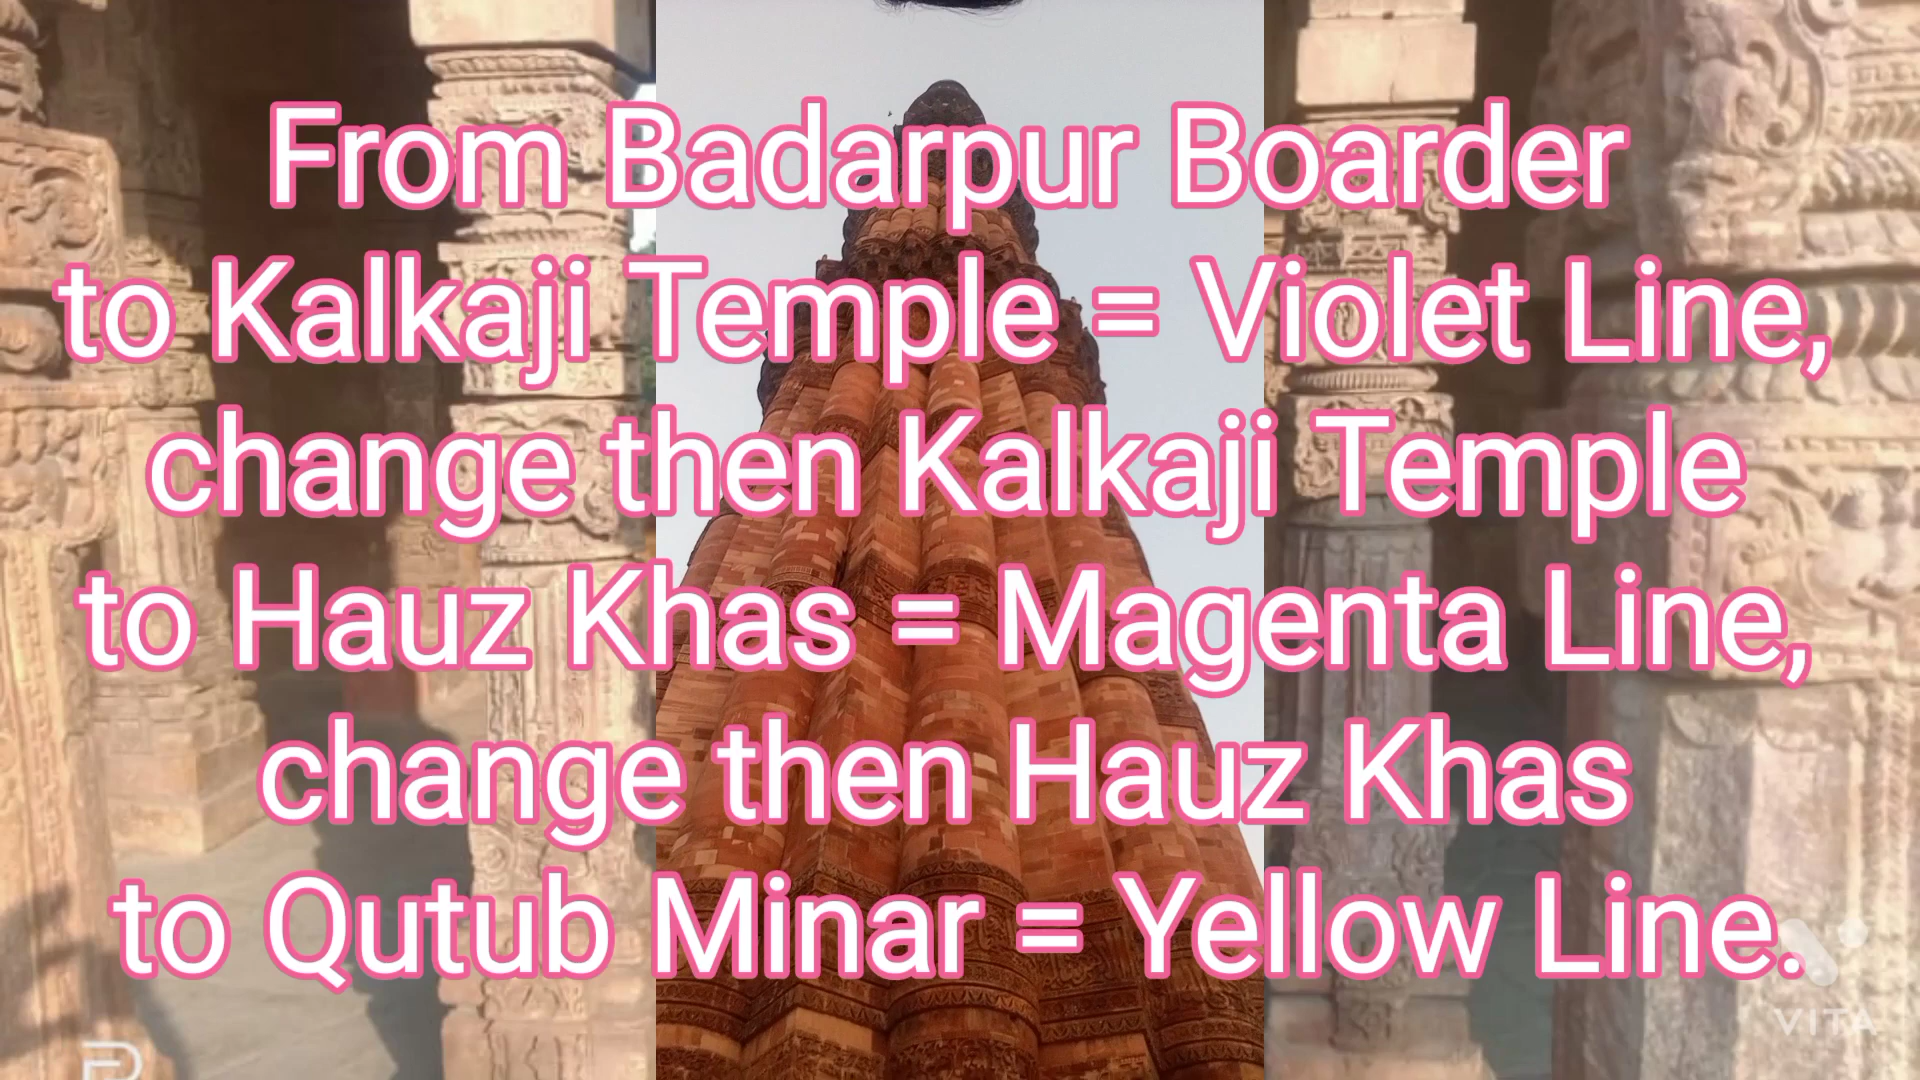 From Badarpur Boarder
to Kalkaji Temple = Violet Line,
change then Kalkaji Temple
to Hauz Khas = Magenta Line,
change then Hauz Khas
to Qutub Minar = Yellow Line.
VITA